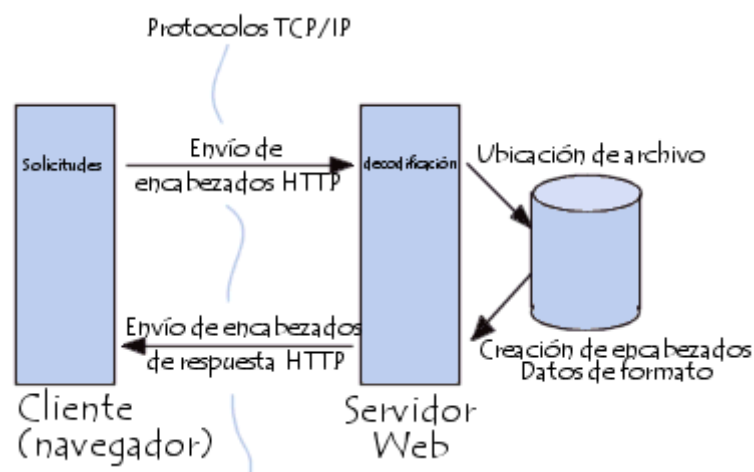 Protocolos TCP/IP
Solicitudes
Envío de
encabezados HTTP
decodificación
Ubicación de archivo
Envío de encabezados
de respuesta HTTP
Creación de encabezados
Datos de formato
Cliente
(navegador)
Servidor
Web